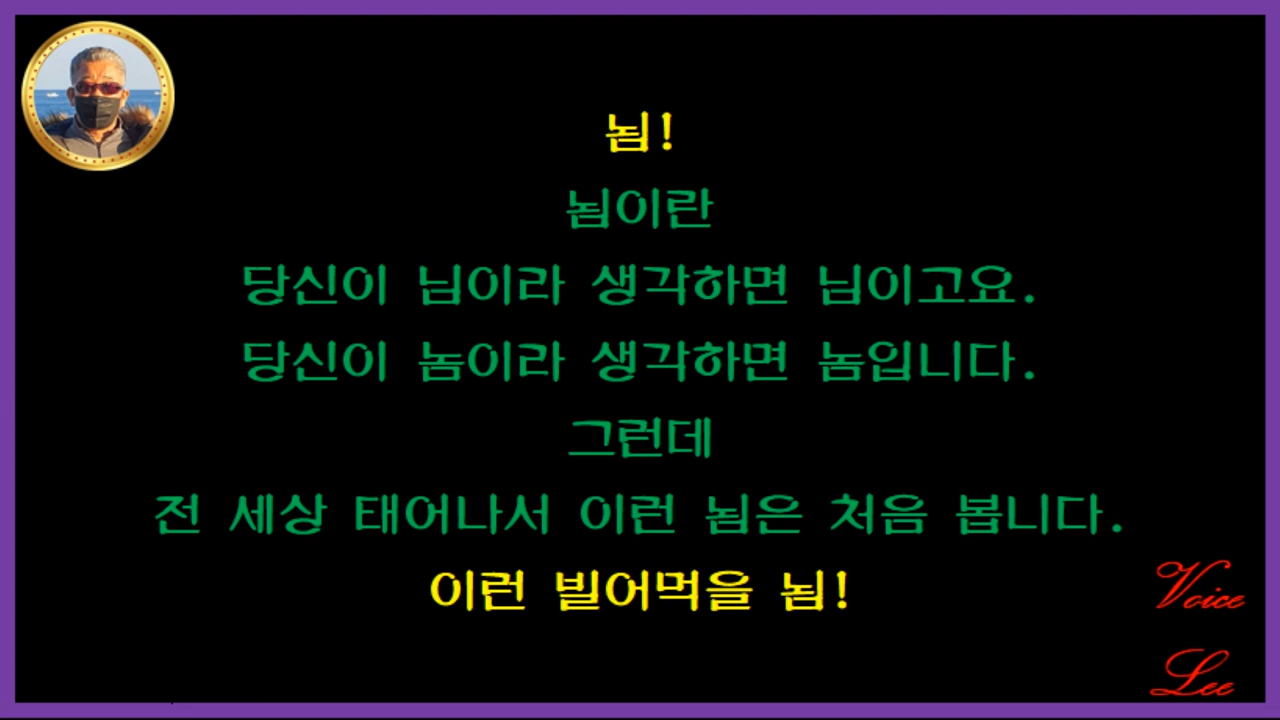 뇜!
뇜이란
당신이 님이라 생각하면 님이고요.
당신이 놈이라 생각하면 놈입니다.
그런데
전 세상 태어나서 이런 뇜은 처음 봅니다.
이런 빌어먹을 뇜!
Voice
Lee